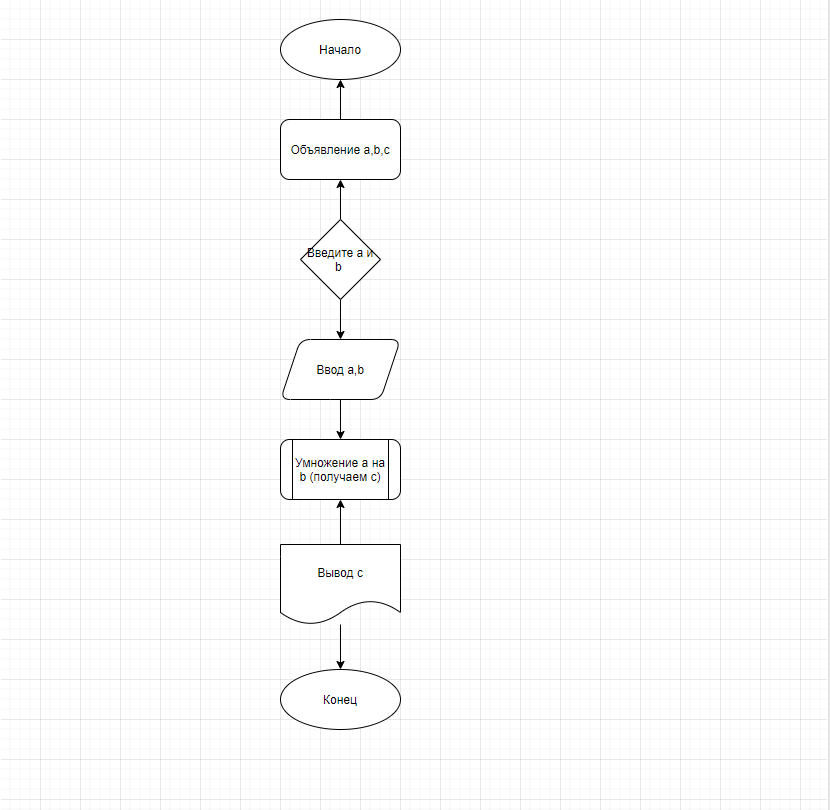 Начало
Объявление a,b,c
Введите a и
b
Ввод a,b
Умножение a на
b (получаем c)
Вывод c
Конец